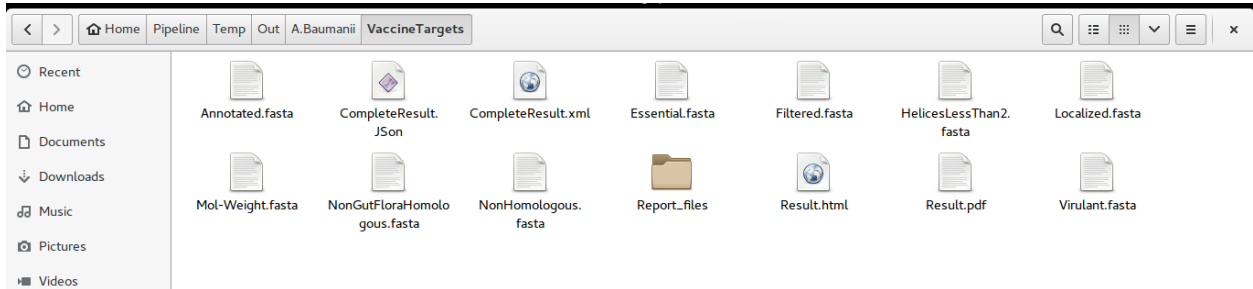 Home Pipeline Temp Out A.Baumanii VaccineTargets
Recent
Home
Documents
Downloads
Music
Pictures
Videos
Annotated.fasta
CompleteResult.
JSon
CompleteResult.xml
Essential.fasta
Filtered.fasta
HelicesLessThan2.
fasta
Localized.fasta
Mol-Weight.fasta
NonGutFloraHomolo
gous.fasta
NonHomologous.
fasta
Report_files
Result.html
Result.pdf
Virulant.fasta